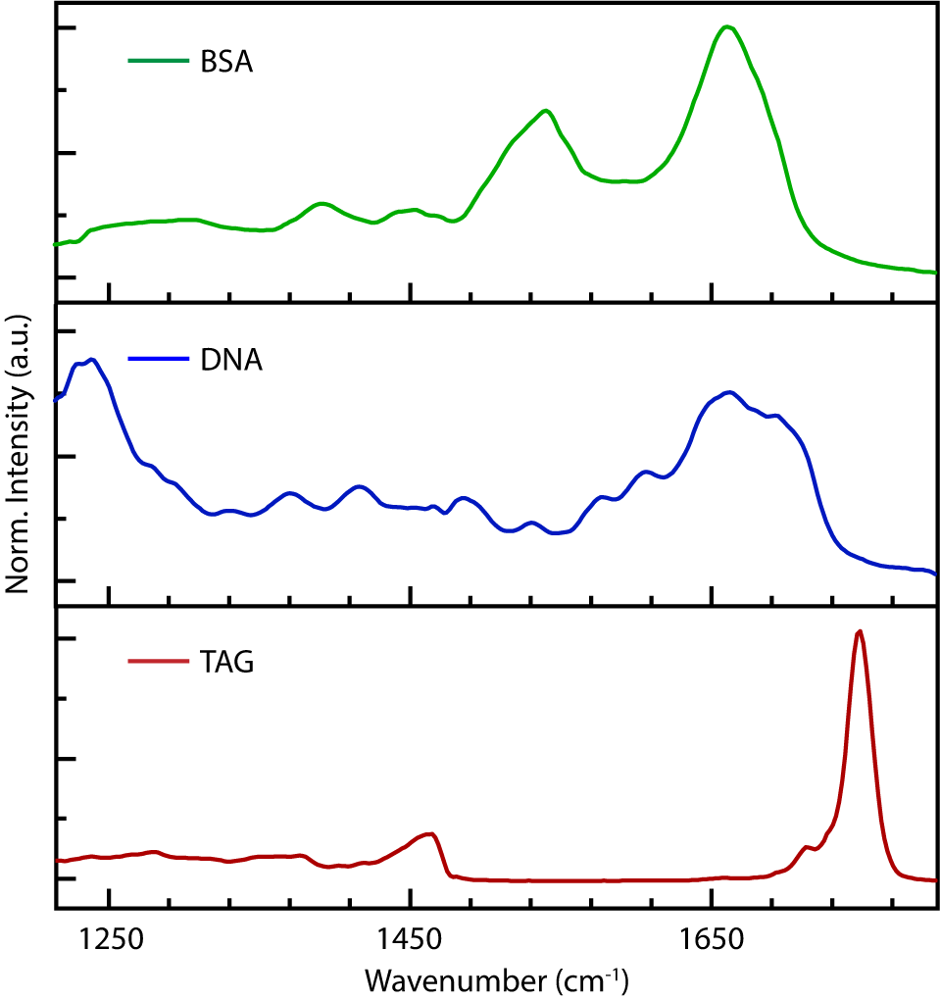 BSA
DNA
TAG
Norm. Intensity (a.u.)
1250 1450 1650
Wavenumber (cm⁻¹)